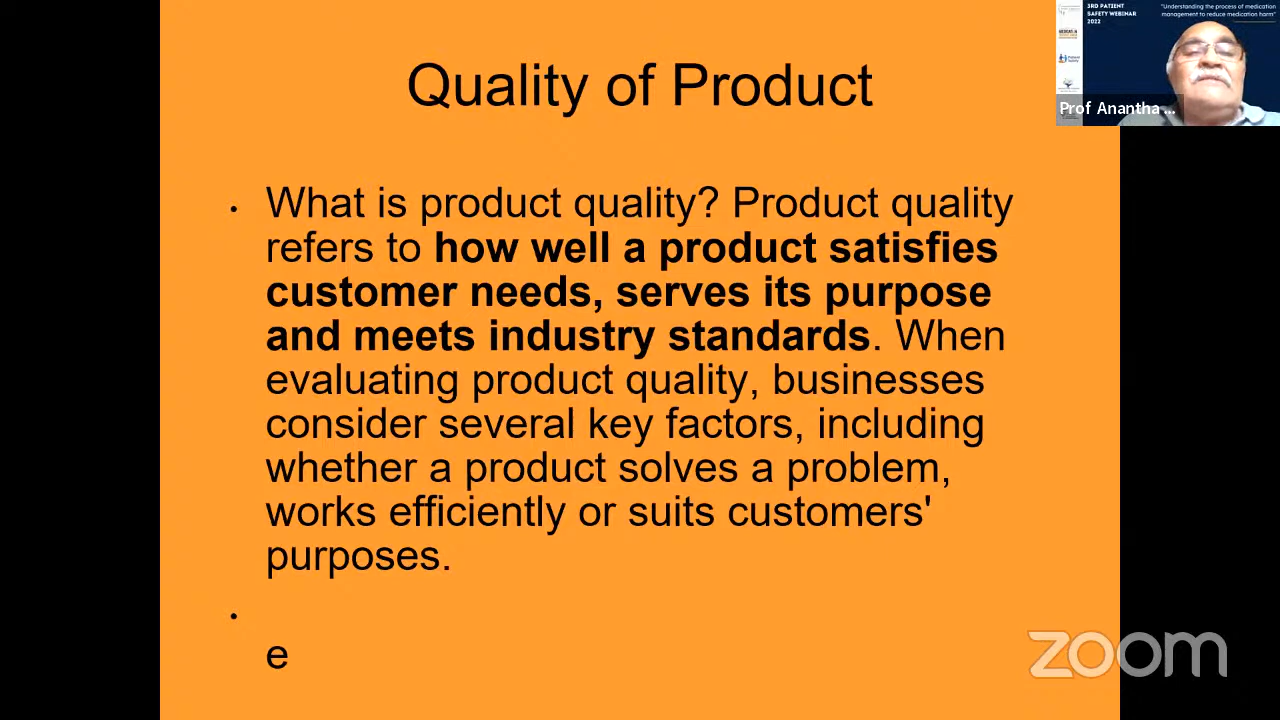 Quality of Product
• What is product quality? Product quality
refers to how well a product satisfies
customer needs, serves its purpose
and meets industry standards. When
evaluating product quality, businesses
consider several key factors, including
whether a product solves a problem,
works efficiently or suits customers'
purposes.
•
e
3RD PATIENT
SAFETY WEBINAR
2022
"Understanding the process of medication
management to reduce medication harm"
Prof Anantha ...
zoom